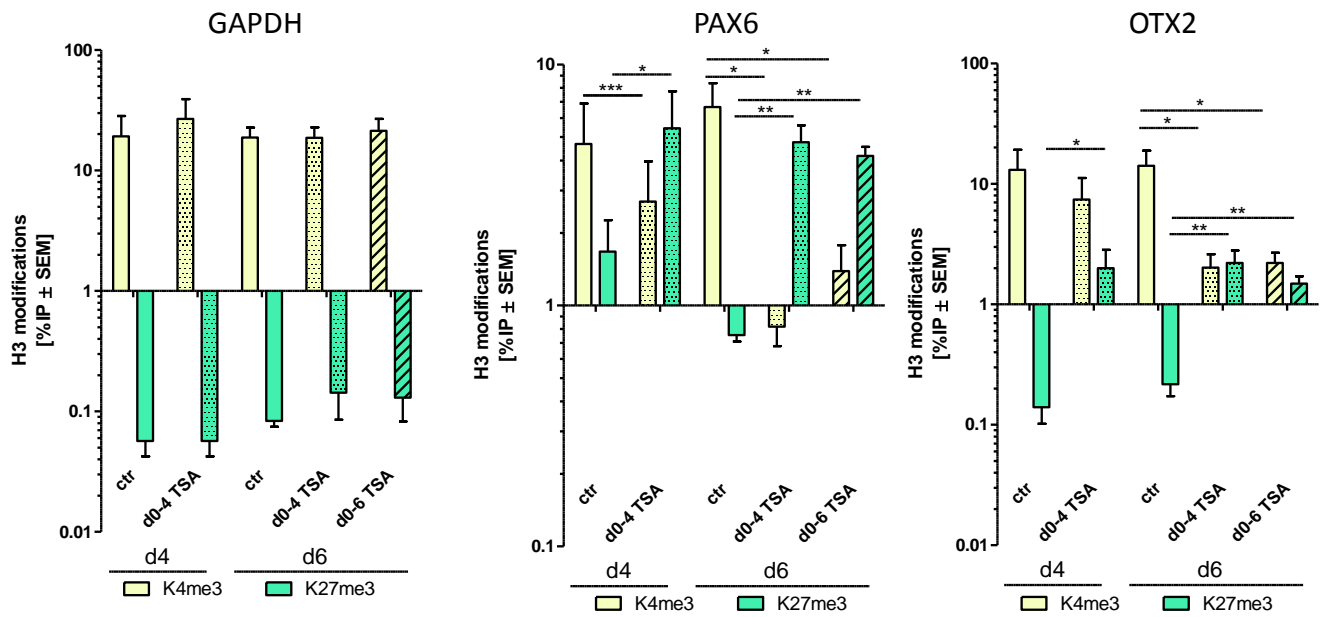 GAPDH
100
10
1
0.1
0.01
H3 modifications
[%IP ± SEM]
ctr
d0-4 TSA
ctr
d0-4 TSA
d0-6 TSA
d4
d6
K4me3
K27me3
PAX6
10
1
0.1
H3 modifications
[%IP ± SEM]
*
*
*
***
**
**
ctr
d0-4 TSA
ctr
d0-4 TSA
d0-6 TSA
d4
d6
K4me3
K27me3
OTX2
100
10
1
0.1
0.01
H3 modifications
[%IP ± SEM]
*
*
*
**
**
ctr
d0-4 TSA
ctr
d0-4 TSA
d0-6 TSA
d4
d6
K4me3
K27me3